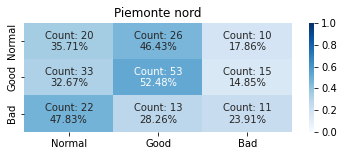 Piemonte nord
Normal
Count: 20
35.71%
Count: 26
46.43%
Count: 10
17.86%
Good
Count: 33
32.67%
Count: 53
52.48%
Count: 15
14.85%
Bad
Count: 22
47.83%
Count: 13
28.26%
Count: 11
23.91%
Normal
Good
Bad
1.0
0.8
0.6
0.4
0.2
0.0